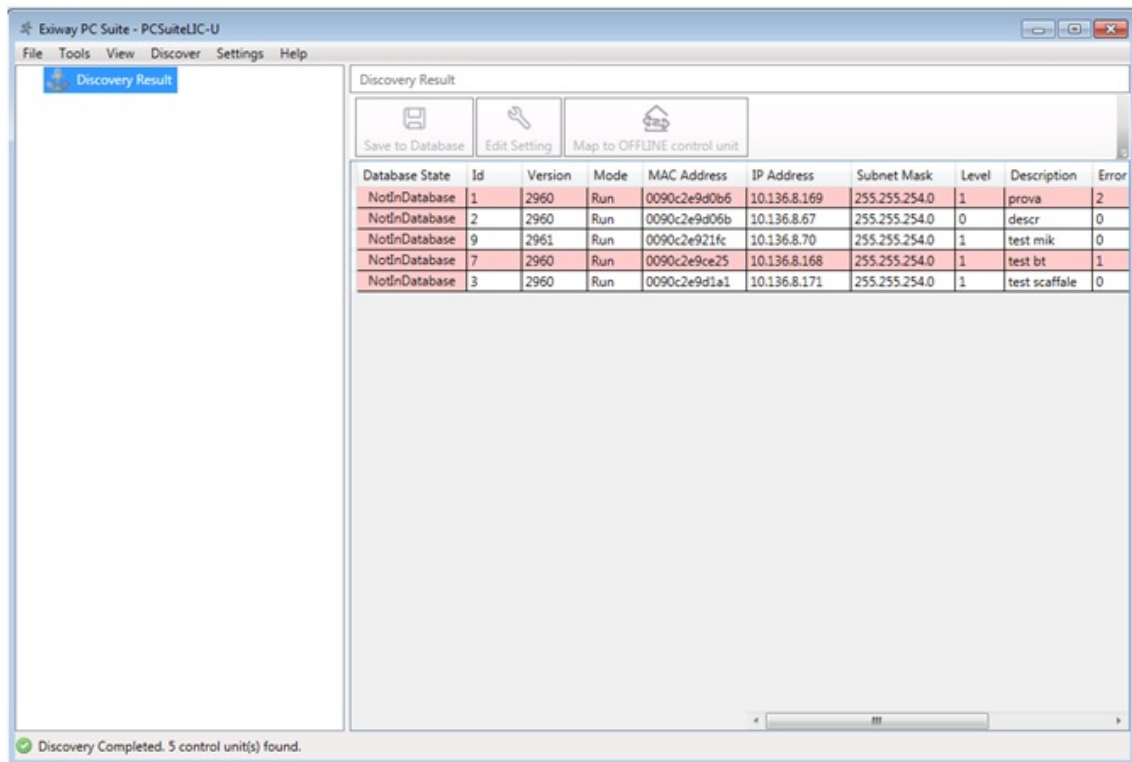 Exiway PC Suite - PCSuiteLIC-U
File Tools View Discover Settings Help
Discovery Result
Discovery Result
Save to Database Edit Setting Map to OFFLINE control unit
Database State Id Version Mode MAC Address IP Address Subnet Mask Level Description Error
NotInDatabase 1 2960 Run 0090c2e9d0b6 10.136.8.169 255.255.254.0 1 prova 2
NotInDatabase 2 2960 Run 0090c2e9d06b 10.136.8.67 255.255.254.0 0 descr 0
NotInDatabase 9 2961 Run 0090c2e921fc 10.136.8.70 255.255.254.0 1 test mik 0
NotInDatabase 7 2960 Run 0090c2e9ce25 10.136.8.168 255.255.254.0 1 test bt 1
NotInDatabase 3 2960 Run 0090c2e9d1a1 10.136.8.171 255.255.254.0 1 test scaffale 0
Discovery Completed. 5 control unit(s) found.